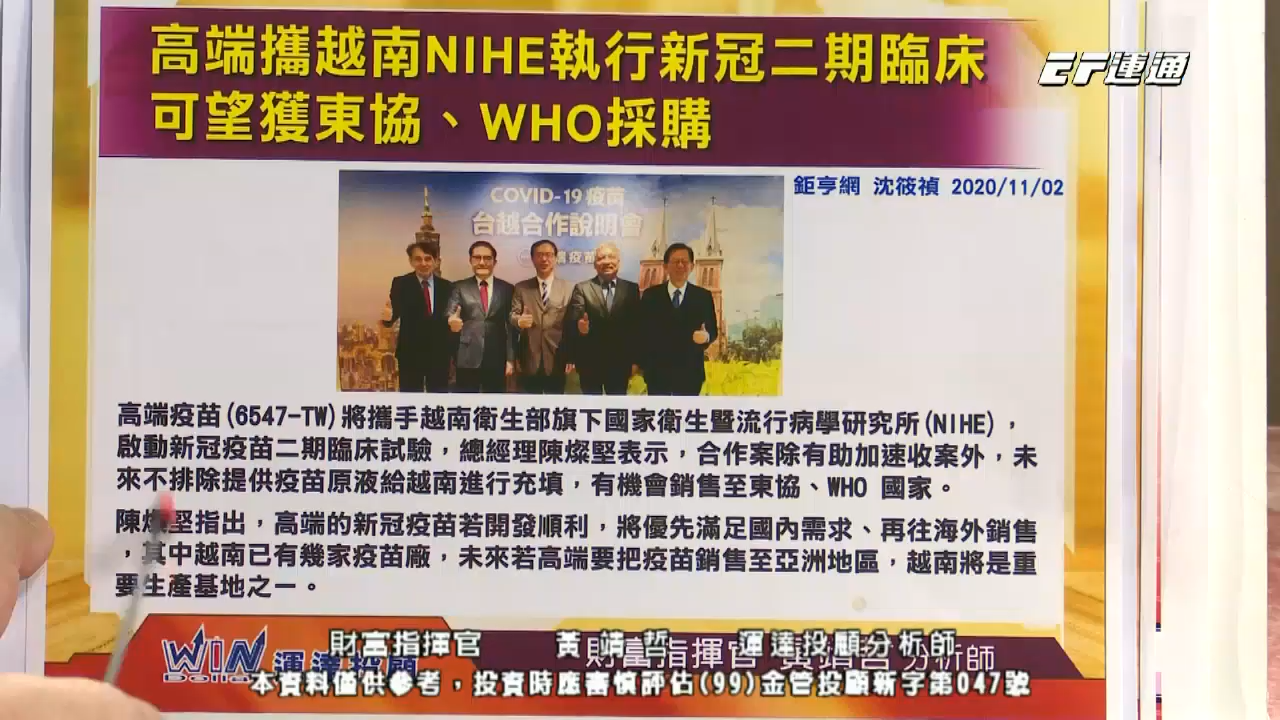 高端攜越南NIHE執行新冠二期臨床
可望獲東協、WHO採購
運通
鉅亨網 沈筱禎 2020/11/02
COVID-19疫苗
台越合作說明會
高端疫苗(6547-TW)將攜手越南衛生部旗下國家衛生暨流行病學研究所(NIHE)，
啟動新冠疫苗二期臨床試驗，總經理陳燦堅表示，合作案除有助加速收案外，未
來不排除提供疫苗原液給越南進行充填，有機會銷售至東協、WHO 國家。
陳燦堅指出，高端的新冠疫苗若開發順利，將優先滿足國內需求、再往海外銷售
，其中越南已有幾家疫苗廠，未來若高端要把疫苗銷售至亞洲地區，越南將是重
要生產基地之一。
WIN 運達投顧 財富指揮官 黃靖哲 分析師
財富指揮官 黃靖哲 運達投顧分析師
本資料僅供參考，投資時應審慎評估(99)金管投顧新字第047號